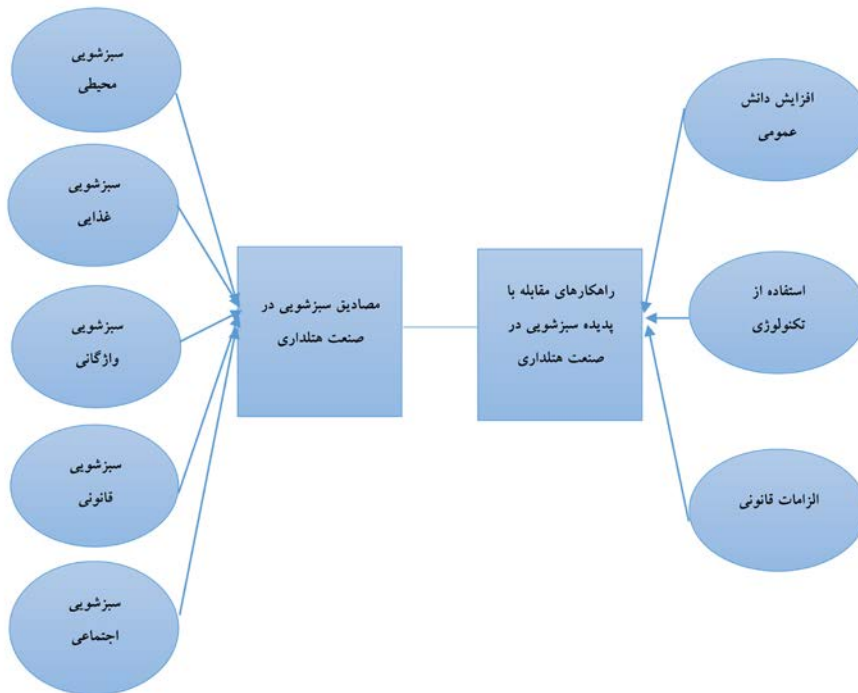 سبزشویی
محیطی
سبزشویی
غذایی
سبزشویی
واژگانی
سبزشویی
قانونی
سبزشویی
اجتماعی
مصادیق سبزشویی در
صنعت هتلداری
راهکارهای مقابله با
پدیده سبزشویی در
صنعت هتلداری
افزایش دانش
عمومی
استفاده از
تکنولوژی
الزامات قانونی